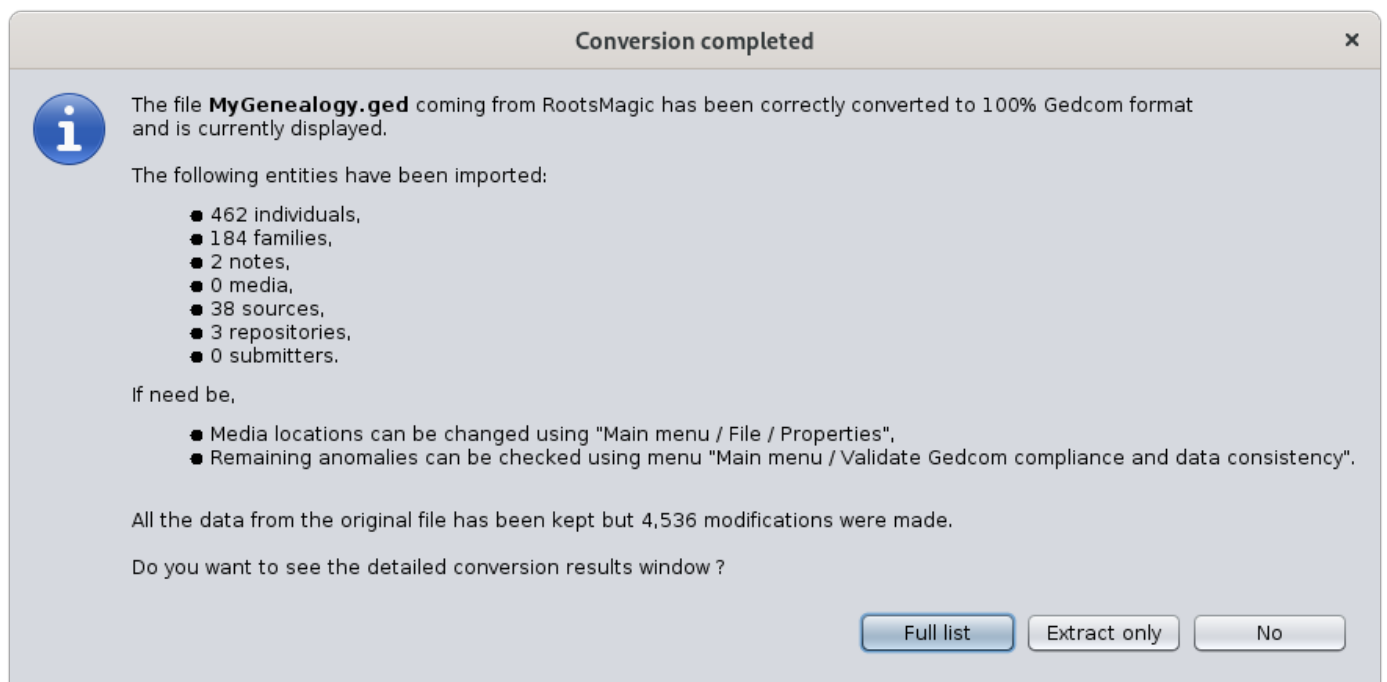 Conversion completed
×
i
The file MyGenealogy.ged coming from RootsMagic has been correctly converted to 100% Gedcom format
and is currently displayed.
The following entities have been imported:
● 462 individuals,
● 184 families,
● 2 notes,
● 0 media,
● 38 sources,
● 3 repositories,
● 0 submitters.
If need be,
● Media locations can be changed using "Main menu / File / Properties",
● Remaining anomalies can be checked using menu "Main menu / Validate Gedcom compliance and data consistency".
All the data from the original file has been kept but 4,536 modifications were made.
Do you want to see the detailed conversion results window ?
Full list Extract only No